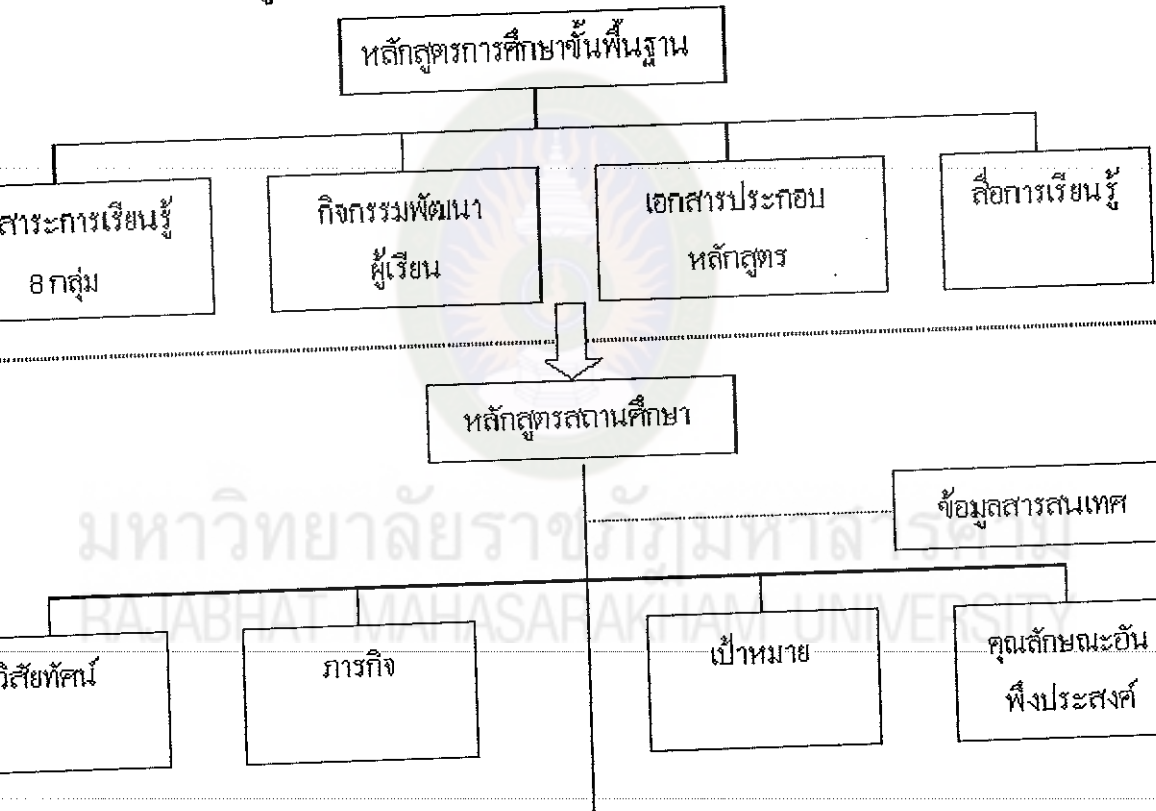 หลักสูตรการศึกษาขั้นพื้นฐาน
สาระการเรียนรู้
8 กลุ่ม
กิจกรรมพัฒนา
ผู้เรียน
เอกสารประกอบ
หลักสูตร
สื่อการเรียนรู้
หลักสูตรสถานศึกษา
ข้อมูลสารสนเทศ
มหาวิทยาลัยราชภัฏมหาสารคาม
RAJABHAT MAHASARAKHAM UNIVERSITY
วิสัยทัศน์
ภารกิจ
เป้าหมาย
คุณลักษณะอัน
พึงประสงค์